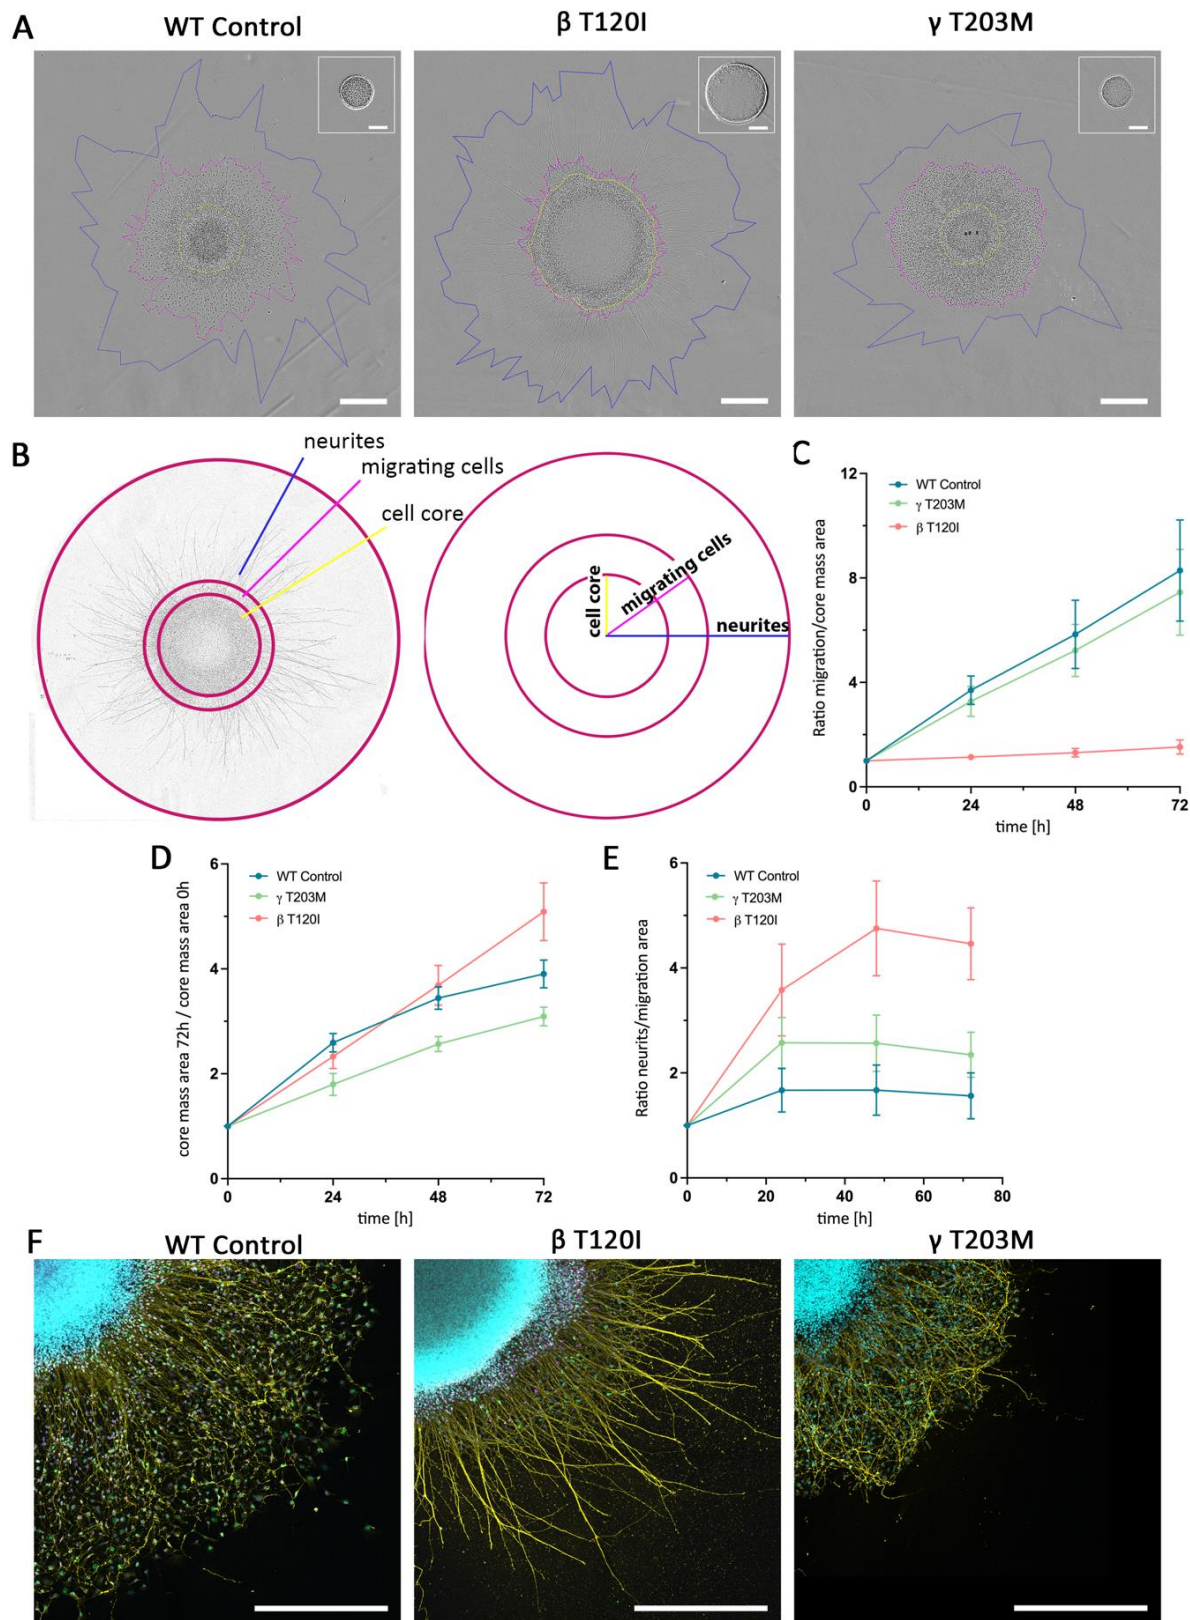 A
WT Control
β T120I
γ T203M
B
neurites
migrating cells
cell core
cell core
migrating cells
neurites
C
Ratio migration/core mass area
12
8
4
0
WT Control
γ T203M
β T120I
0
24
48
72
time [h]
D
core mass area 72h / core mass area 0h
6
4
2
0
WT Control
γ T203M
β T120I
0
24
48
72
time [h]
E
Ratio neurits/migration area
6
4
2
0
WT Control
γ T203M
β T120I
0
20
40
60
80
time [h]
F
WT Control
β T120I
γ T203M